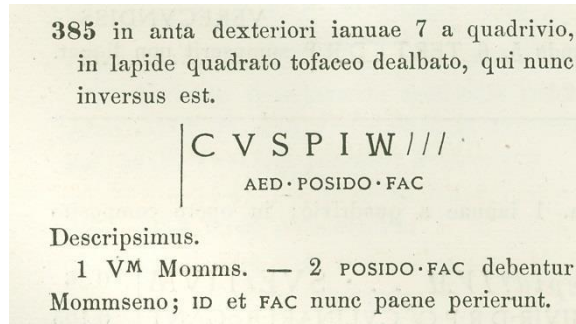 385 in anta dexteriori ianuae 7 a quadrivio,
in lapide quadrato tofaceo dealbato, qui nunc
inversus est.
C V S P I W///
AED·POSIDO·FAC
Descripsimus.
1 VM Momms. — 2 POSIDO·FAC debentur
Mommseno; ID et FAC nunc paene perierunt.